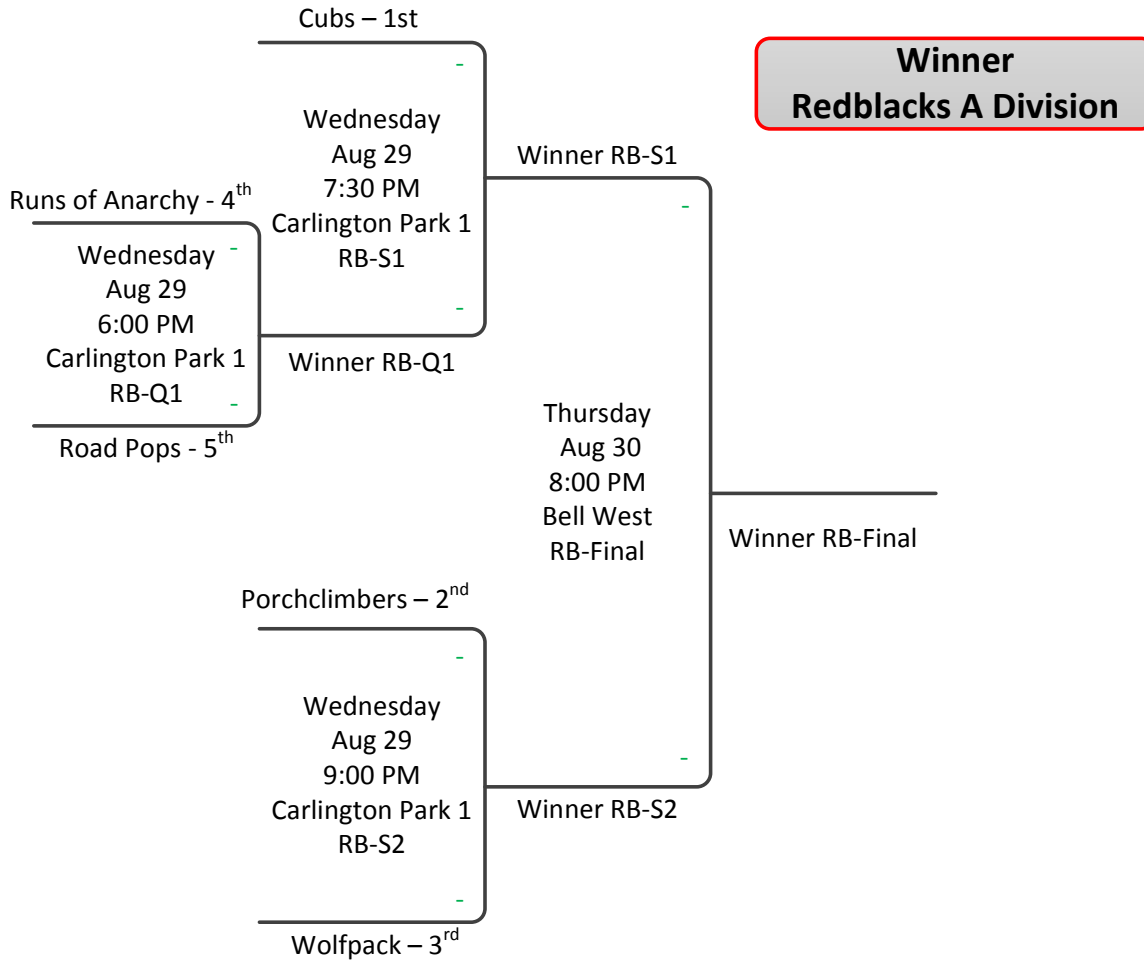 Cubs – 1st
-
Winner
Redblacks A Division
Wednesday
Aug 29
7:30 PM
Carlington Park 1
RB-S1
-
Winner RB-S1
-
Runs of Anarchy - 4th
-
Wednesday
Aug 29
6:00 PM
Carlington Park 1
RB-Q1
-
Winner RB-Q1
Road Pops - 5th
Thursday
Aug 30
8:00 PM
Bell West
RB-Final
Winner RB-Final
Porchclimbers – 2nd
-
Wednesday
Aug 29
9:00 PM
Carlington Park 1
RB-S2
-
-
Winner RB-S2
Wolfpack – 3rd